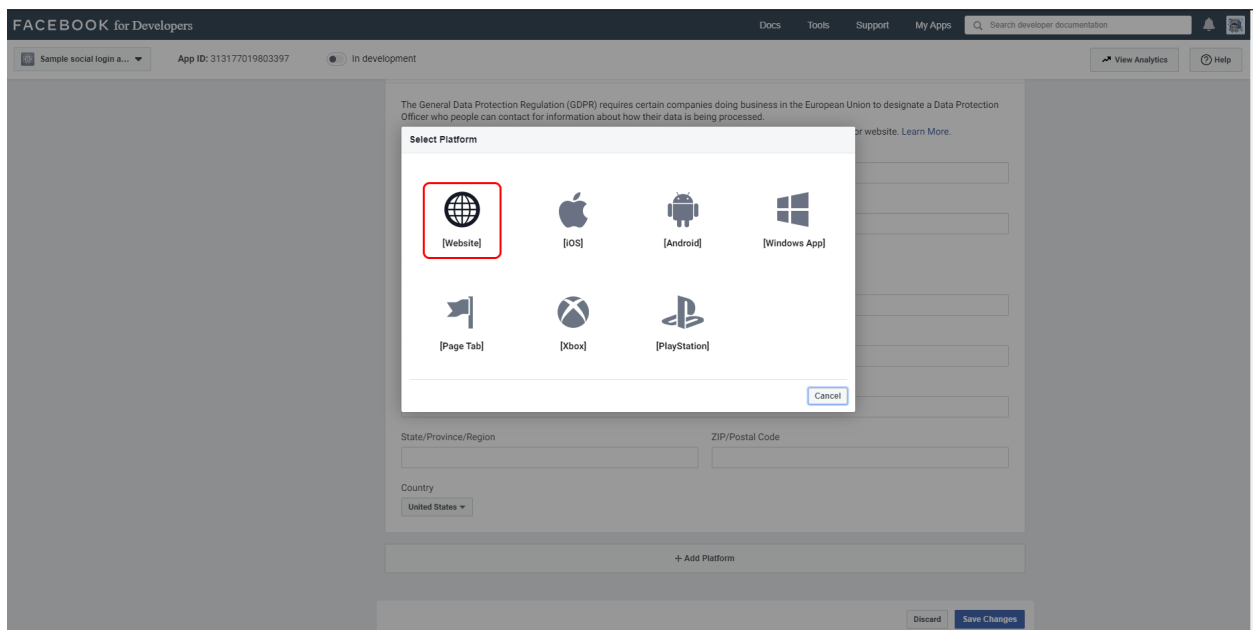 FACEBOOK for Developers
Docs Tools Support My Apps Search developer documentation
Sample social login a... App ID: 313177019803397 In development View Analytics Help
The General Data Protection Regulation (GDPR) requires certain companies doing business in the European Union to designate a Data Protection
Officer who people can contact for information about how their data is being processed.
or website. Learn More.
Select Platform
[Website] [iOS] [Android] [Windows App]
[Page Tab] [Xbox] [PlayStation]
Cancel
State/Province/Region ZIP/Postal Code
Country
United States
+ Add Platform
Discard Save Changes